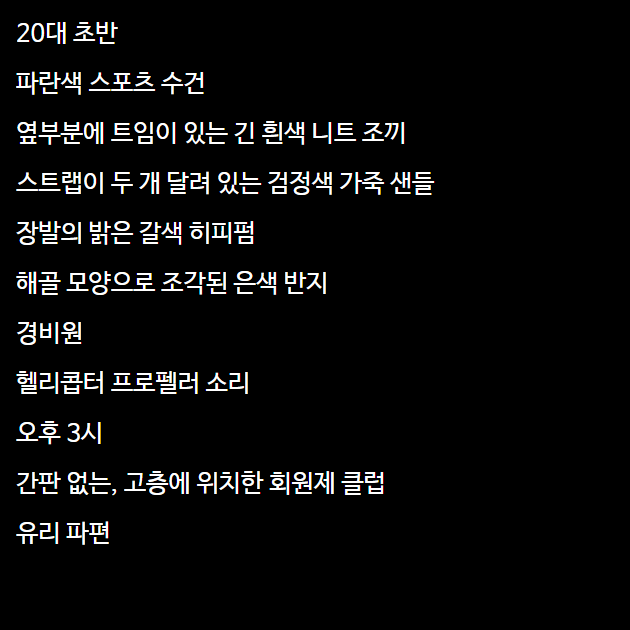 20대 초반
파란색 스포츠 수건
옆부분에 트임이 있는 긴 흰색 니트 조끼
스트랩이 두 개 달려 있는 검정색 가죽 샌들
장발의 밝은 갈색 히피펌
해골 모양으로 조각된 은색 반지
경비원
헬리콥터 프로펠러 소리
오후 3시
간판 없는, 고층에 위치한 회원제 클럽
유리 파편